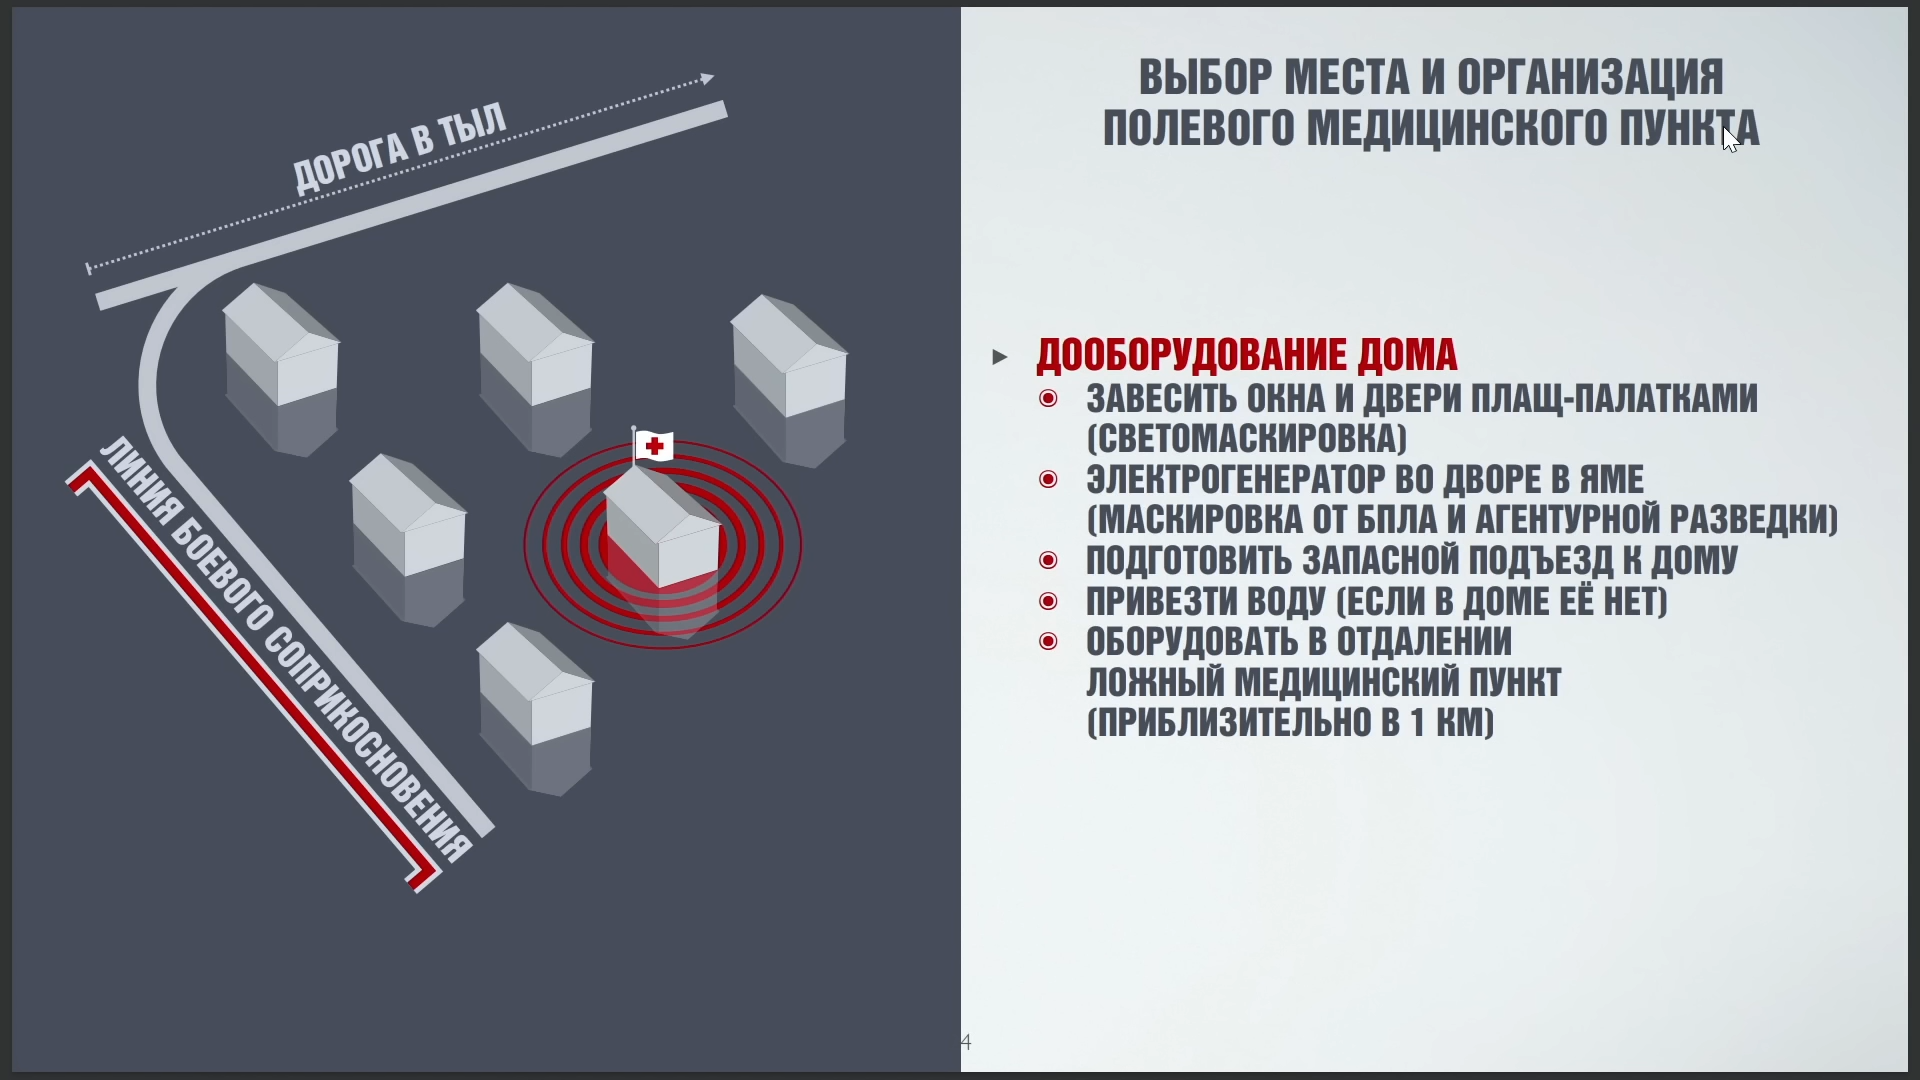 ДОРОГА В ТЫЛ
ЛИНИЯ БОЕВОГО СОПРИКОСНОВЕНИЯ
ВЫБОР МЕСТА И ОРГАНИЗАЦИЯ
ПОЛЕВОГО МЕДИЦИНСКОГО ПУНКТА
ДООБОРУДОВАНИЕ ДОМА
ЗАВЕСИТЬ ОКНА И ДВЕРИ ПЛАЩ-ПАЛАТКАМИ
(СВЕТОМАСКИРОВКА)
ЭЛЕКТРОГЕНЕРАТОР ВО ДВОРЕ В ЯМЕ
(МАСКИРОВКА ОТ БПЛА И АГЕНТУРНОЙ РАЗВЕДКИ)
ПОДГОТОВИТЬ ЗАПАСНОЙ ПОДЪЕЗД К ДОМУ
ПРИВЕЗТИ ВОДУ (ЕСЛИ В ДОМЕ ЕЁ НЕТ)
ОБОРУДОВАТЬ В ОТДАЛЕНИИ
ЛОЖНЫЙ МЕДИЦИНСКИЙ ПУНКТ
(ПРИБЛИЗИТЕЛЬНО В 1 КМ)
4